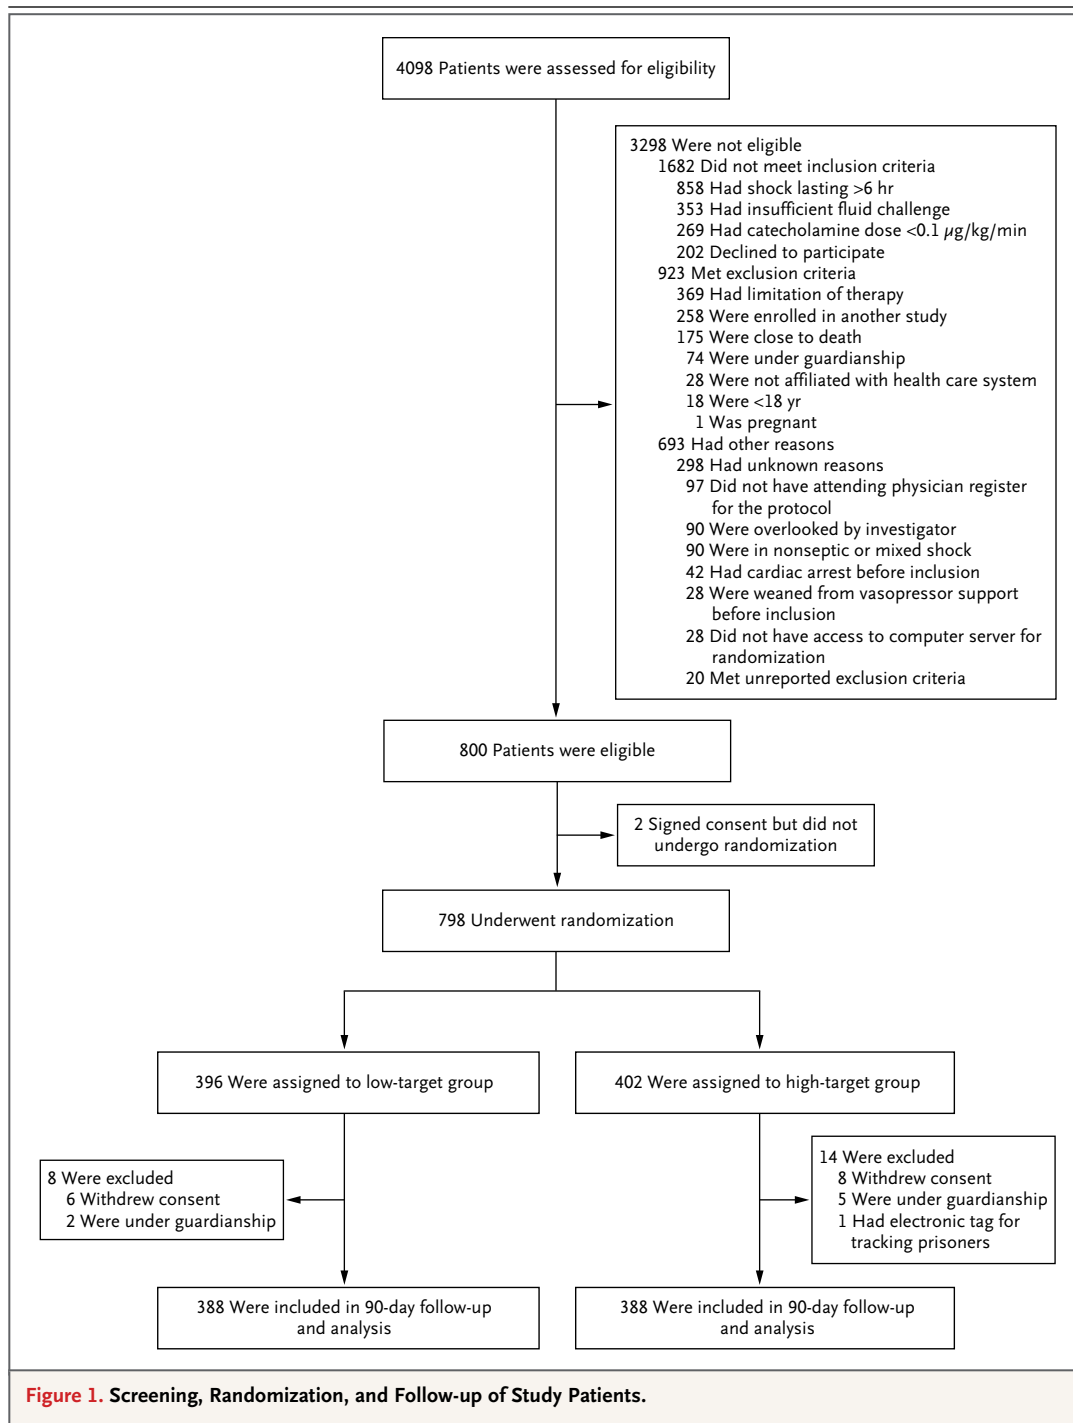 4098 Patients were assessed for eligibility
3298 Were not eligible
1682 Did not meet inclusion criteria
858 Had shock lasting >6 hr
353 Had insufficient fluid challenge
269 Had catecholamine dose <0.1 µg/kg/min
202 Declined to participate
923 Met exclusion criteria
369 Had limitation of therapy
258 Were enrolled in another study
175 Were close to death
74 Were under guardianship
28 Were not affiliated with health care system
18 Were <18 yr
1 Was pregnant
693 Had other reasons
298 Had unknown reasons
97 Did not have attending physician register
for the protocol
90 Were overlooked by investigator
90 Were in nonseptic or mixed shock
42 Had cardiac arrest before inclusion
28 Were weaned from vasopressor support
before inclusion
28 Did not have access to computer server for
randomization
20 Met unreported exclusion criteria
800 Patients were eligible
2 Signed consent but did not
undergo randomization
798 Underwent randomization
396 Were assigned to low-target group
402 Were assigned to high-target group
8 Were excluded
6 Withdrew consent
2 Were under guardianship
14 Were excluded
8 Withdrew consent
5 Were under guardianship
1 Had electronic tag for
tracking prisoners
388 Were included in 90-day follow-up
and analysis
388 Were included in 90-day follow-up
and analysis
Figure 1. Screening, Randomization, and Follow-up of Study Patients.